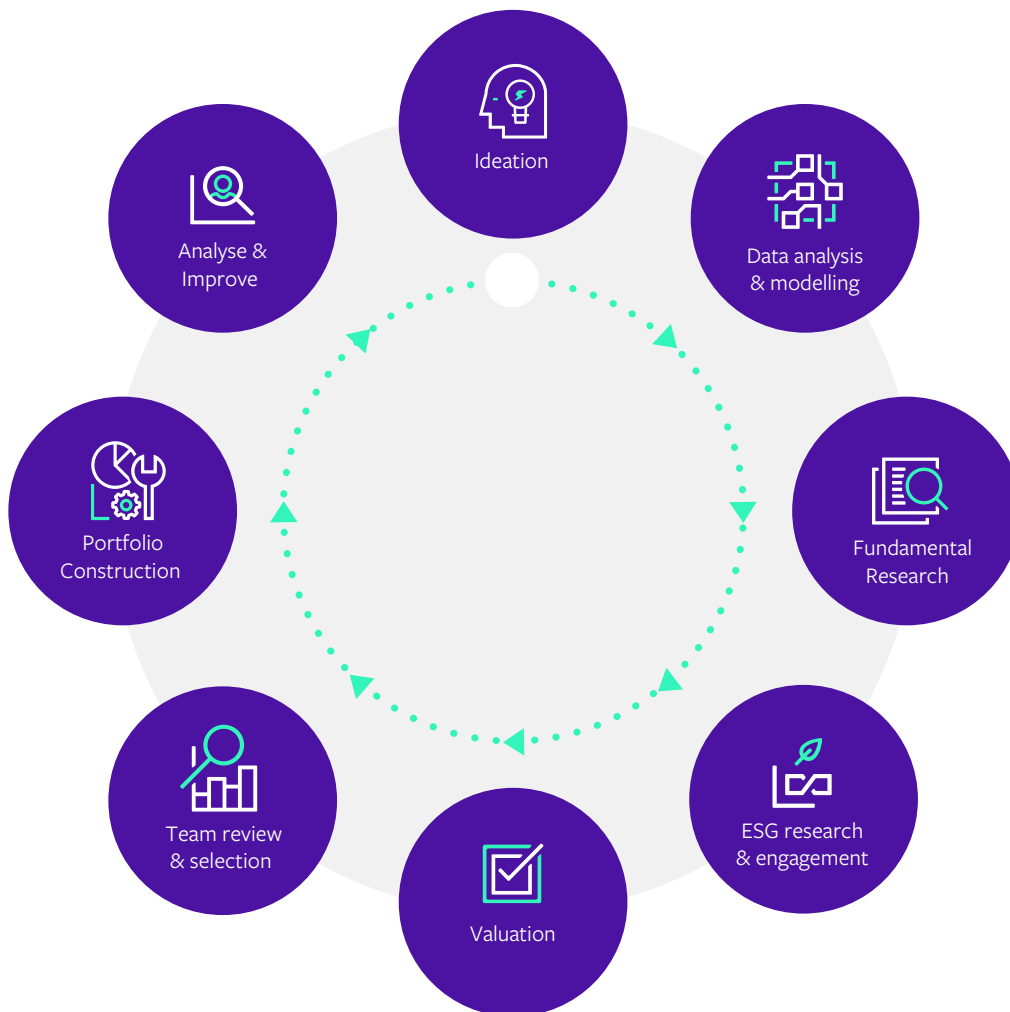 Ideation
Data analysis
& modelling
Fundamental
Research
ESG research
& engagement
Valuation
Team review
& selection
Portfolio
Construction
Analyse &
Improve